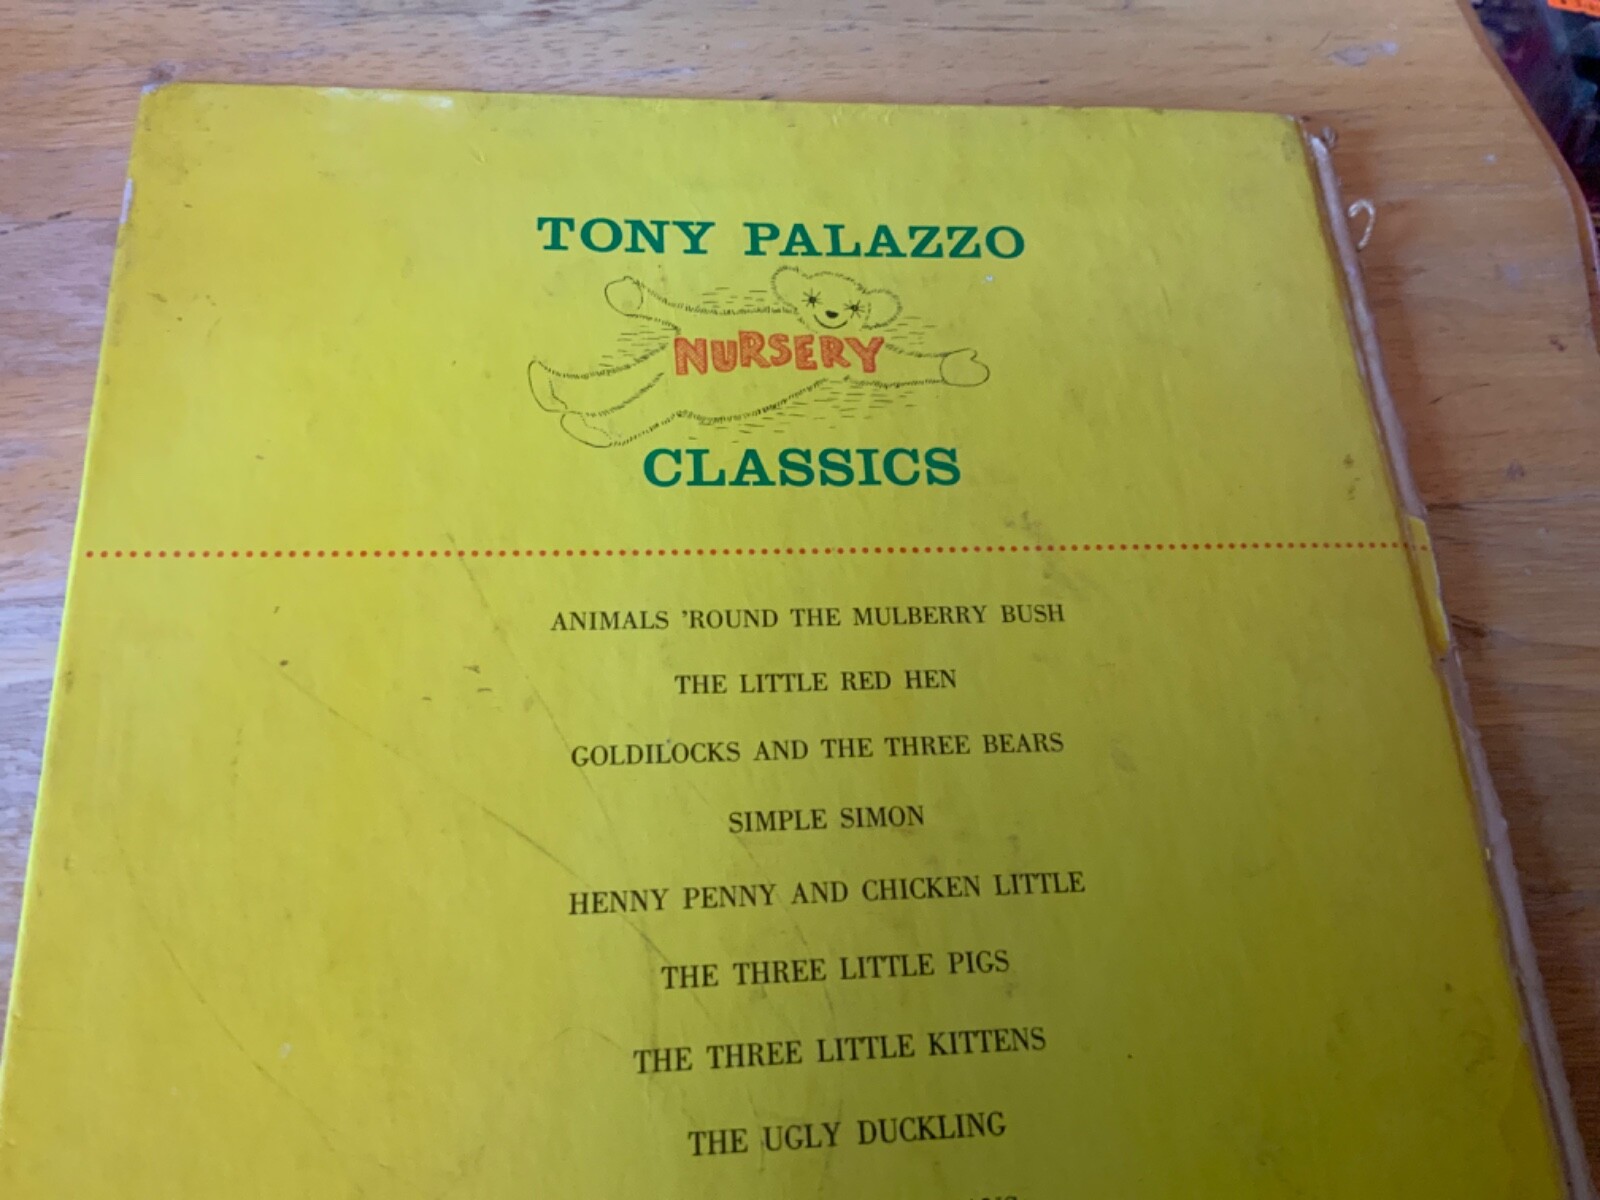 TONY PALAZZO
NURSERY
CLASSICS
ANIMALS 'ROUND THE MULBERRY BUSH
THE LITTLE RED HEN
GOLDILOCKS AND THE THREE BEARS
SIMPLE SIMON
HENNY PENNY AND CHICKEN LITTLE
THE THREE LITTLE PIGS
THE THREE LITTLE KITTENS
THE UGLY DUCKLING